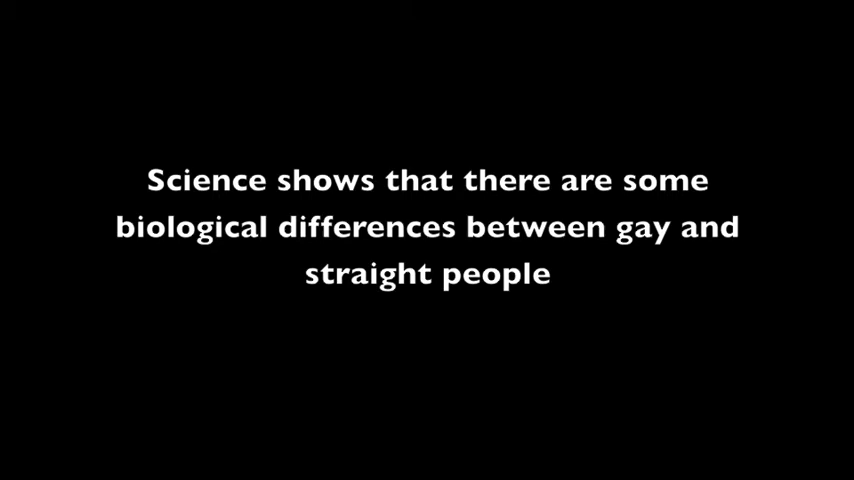 Science shows that there are some
biological differences between gay and
straight people